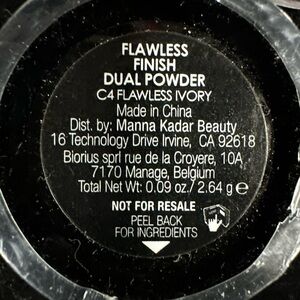 FLAWLESS
FINISH
DUAL POWDER
C4 FLAWLESS IVORY
Made in China
Dist. by: Manna Kadar Beauty
16 Technology Drive Irvine, CA 92618
Biorius sprl rue de la Croyere, 10A
7170 Manage, Belgium
Total Net Wt: 0.09 oz./ 2.64 g ℮
NOT FOR RESALE
PEEL BACK
FOR INGREDIENTS